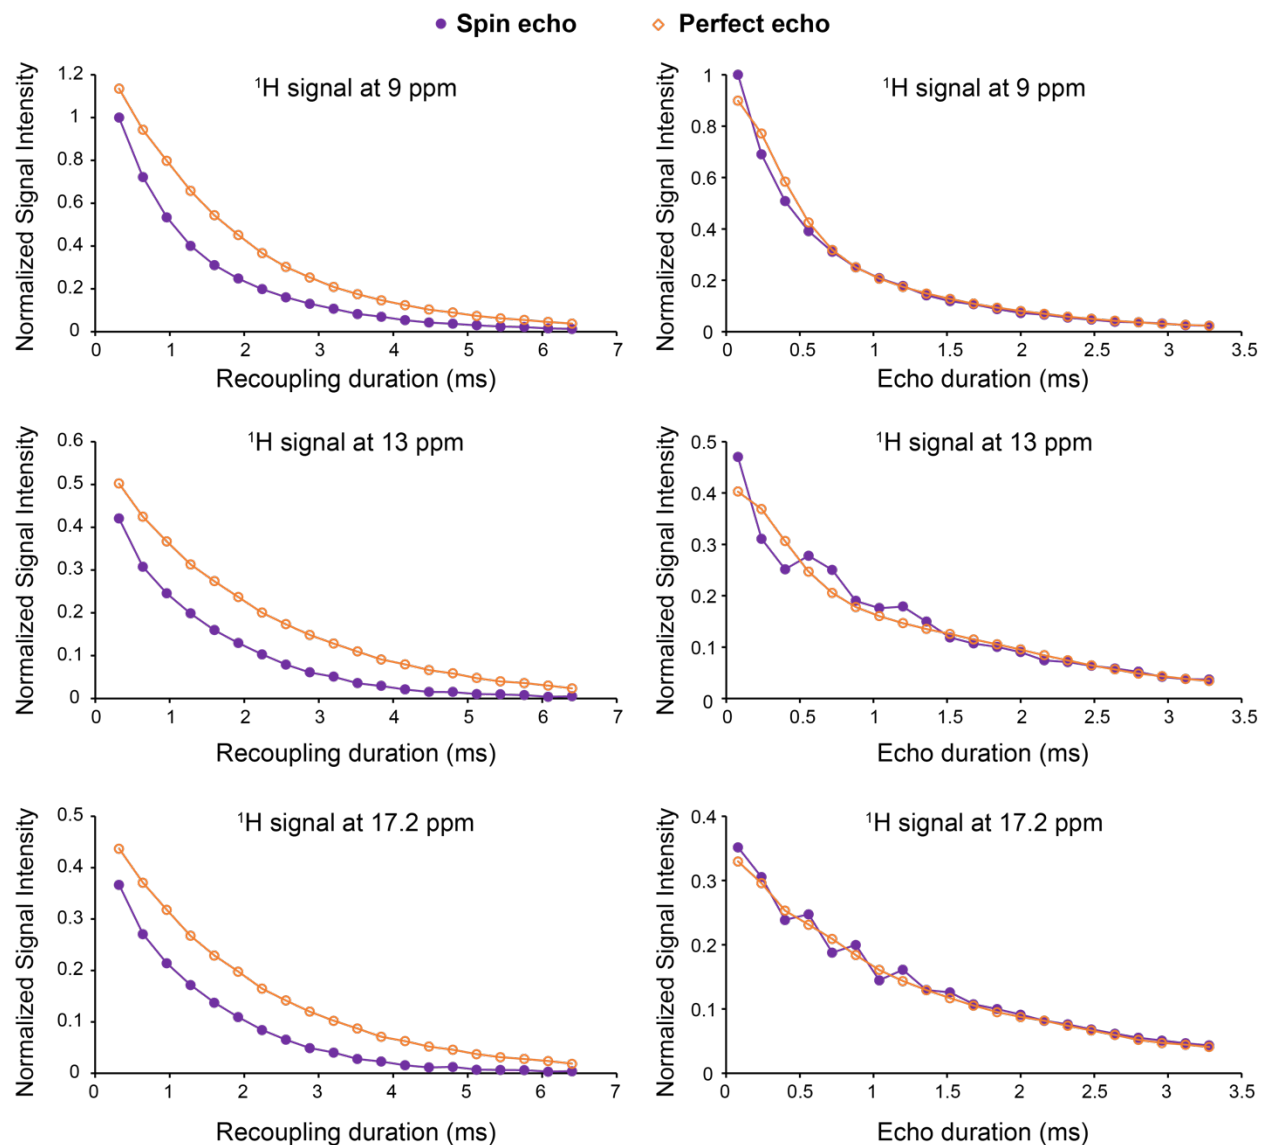 Spin echo Perfect echo
¹H signal at 9 ppm
Normalized Signal Intensity
1.2
1
0.8
0.6
0.4
0.2
0
0 1 2 3 4 5 6 7
Recoupling duration (ms)
¹H signal at 9 ppm
Normalized Signal Intensity
1
0.8
0.6
0.4
0.2
0
0 0.5 1 1.5 2 2.5 3 3.5
Echo duration (ms)
¹H signal at 13 ppm
Normalized Signal Intensity
0.6
0.5
0.4
0.3
0.2
0.1
0
0 1 2 3 4 5 6 7
Recoupling duration (ms)
¹H signal at 13 ppm
Normalized Signal Intensity
0.5
0.4
0.3
0.2
0.1
0
0 0.5 1 1.5 2 2.5 3 3.5
Echo duration (ms)
¹H signal at 17.2 ppm
Normalized Signal Intensity
0.5
0.4
0.3
0.2
0.1
0
0 1 2 3 4 5 6 7
Recoupling duration (ms)
¹H signal at 17.2 ppm
Normalized Signal Intensity
0.4
0.3
0.2
0.1
0
0 0.5 1 1.5 2 2.5 3 3.5
Echo duration (ms)